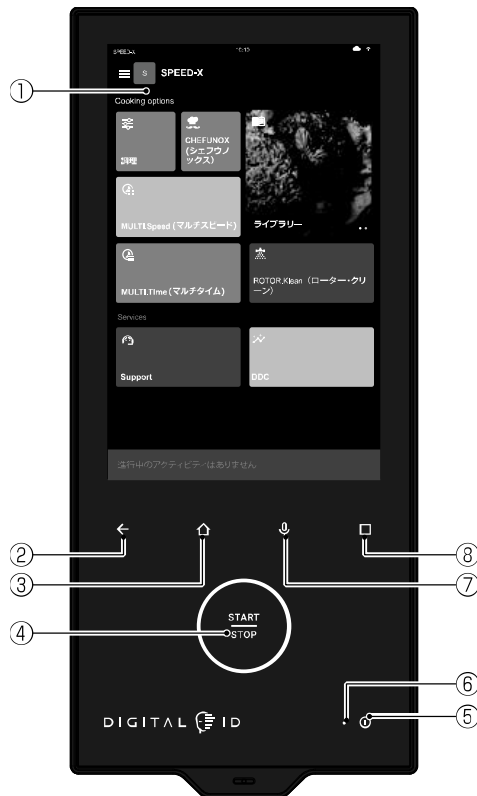 SPEED-X
16:15
S
SPEED-X
①
Cooking options
調理
CHEFUNOX
(シェフウノ
ックス)
MULTI.Speed (マルチスピード)
ライブラリー
MULTI.Time (マルチタイム)
ROTOR.Klean（ローター・クリ
ーン）
Services
Support
DDC
進行中のアクティビティはありません
②
③
④
START
STOP
⑧
⑦
⑥
⑤
DIGITAL ID